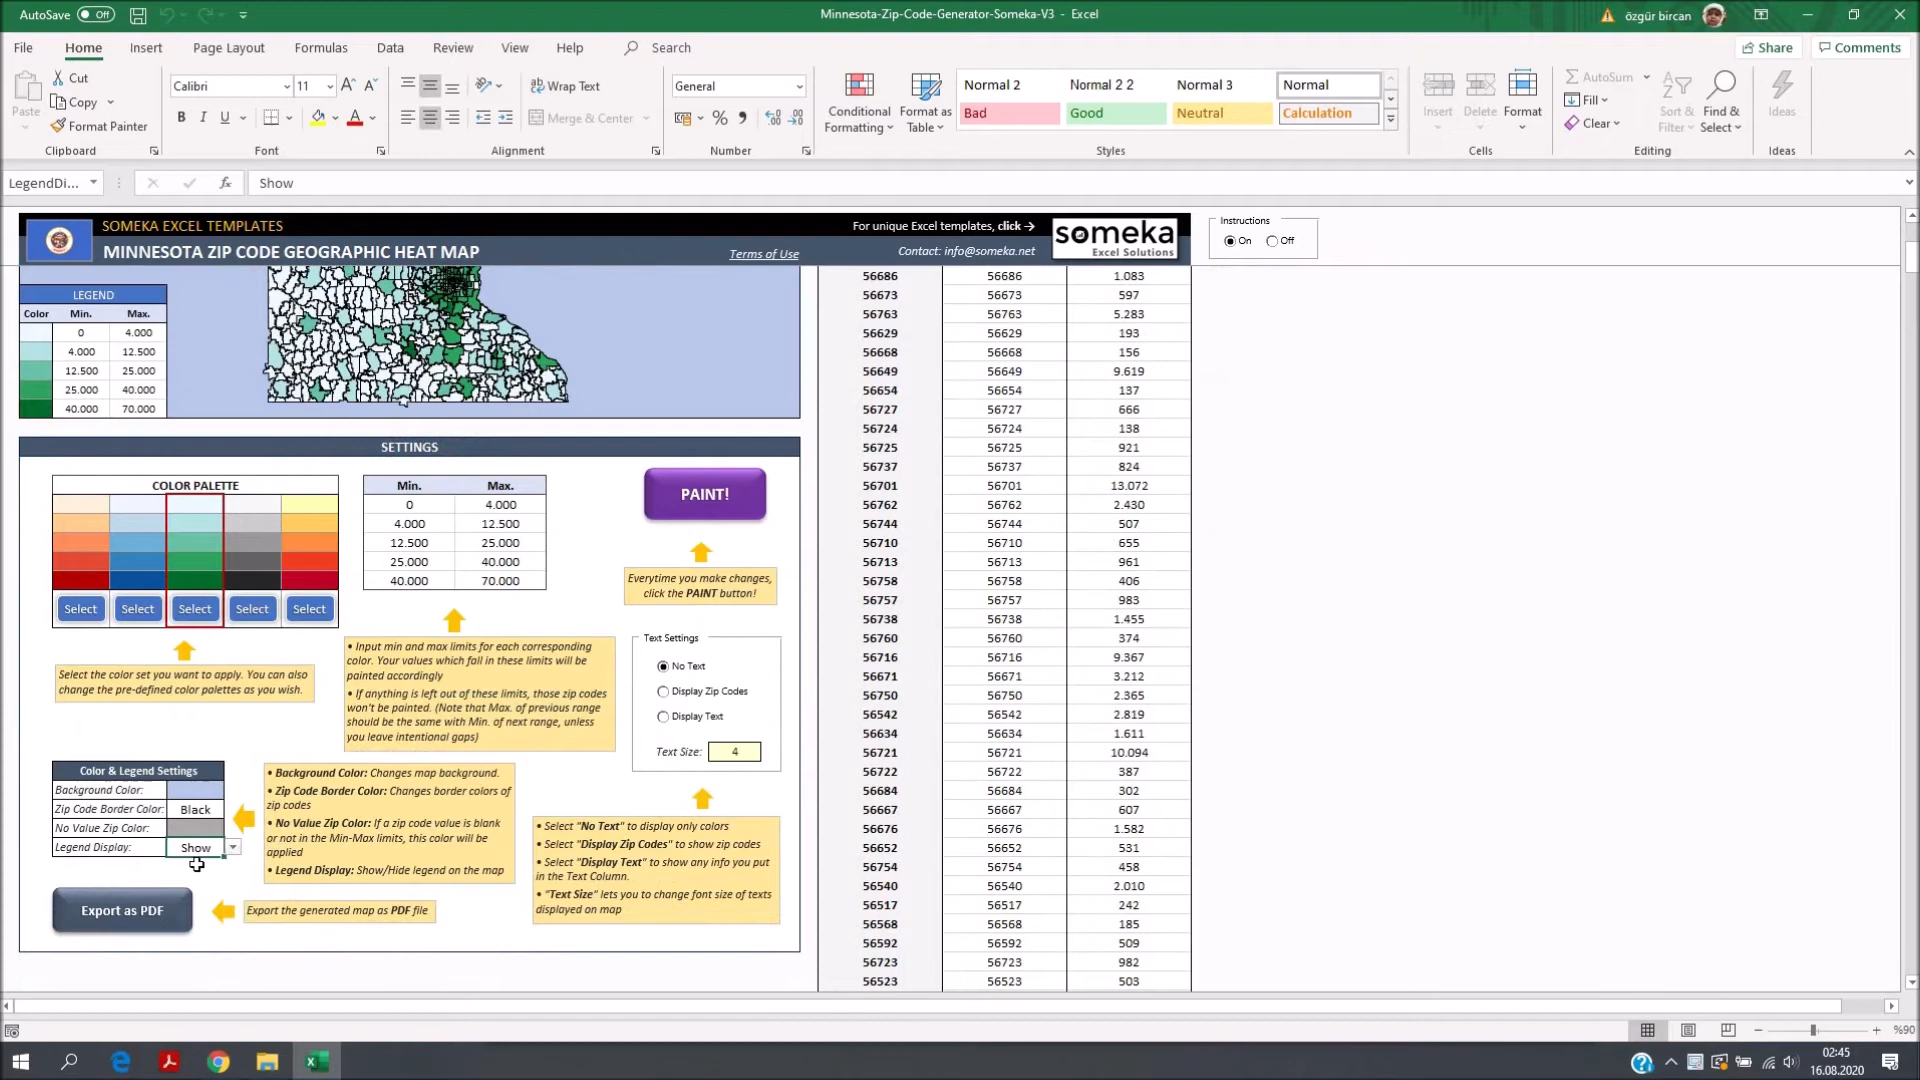 AutoSave Off
Minnesota-Zip-Code-Generator-Someka-V3 - Excel
özgür bircan
File Home Insert Page Layout Formulas Data Review View Help Search
Share Comments
Paste
Cut
Copy
Format Painter
Clipboard
Calibri 11
B I U
Font
Wrap Text
Merge & Center
Alignment
General
Number
Conditional Formatting
Format as Table
Normal 2 Normal 2 2 Normal 3 Normal
Bad Good Neutral Calculation
Styles
Insert Delete Format
Cells
AutoSum
Fill
Clear
Sort & Filter
Find & Select
Editing
Ideas
Ideas
LegendDi...
fx
Show
SOMEKA EXCEL TEMPLATES
MINNESOTA ZIP CODE GEOGRAPHIC HEAT MAP
Terms of Use
For unique Excel templates, click →
Contact: info@someka.net
someka
Excel Solutions
Instructions
On Off
LEGEND
Color Min. Max.
0 4.000
4.000 12.500
12.500 25.000
25.000 40.000
40.000 70.000
SETTINGS
COLOR PALETTE
Select Select Select Select Select
Select the color set you want to apply. You can also
change the pre-defined color palettes as you wish.
Min. Max.
0 4.000
4.000 12.500
12.500 25.000
25.000 40.000
40.000 70.000
• Input min and max limits for each corresponding
color. Your values which fall in these limits will be
painted accordingly
• If anything is left out of these limits, those zip codes
won't be painted. (Note that Max. of previous range
should be the same with Min. of next range, unless
you leave intentional gaps)
PAINT!
Everytime you make changes,
click the PAINT button!
Text Settings
No Text
Display Zip Codes
Display Text
Text Size: 4
Color & Legend Settings
Background Color:
Zip Code Border Color: Black
No Value Zip Color:
Legend Display: Show
• Background Color: Changes map background.
• Zip Code Border Color: Changes border colors of
zip codes
• No Value Zip Color: If a zip code value is blank
or not in the Min-Max limits, this color will be
applied
• Legend Display: Show/Hide legend on the map
• Select "No Text" to display only colors
• Select "Display Zip Codes" to show zip codes
• Select "Display Text" to show any info you put
in the Text Column.
• "Text Size" lets you to change font size of texts
displayed on map
Export as PDF
Export the generated map as PDF file
56686 56686 1.083
56673 56673 597
56763 56763 5.283
56629 56629 193
56668 56668 156
56649 56649 9.619
56654 56654 137
56727 56727 666
56724 56724 138
56725 56725 921
56737 56737 824
56701 56701 13.072
56762 56762 2.430
56744 56744 507
56710 56710 655
56713 56713 961
56758 56758 406
56757 56757 983
56738 56738 1.455
56760 56760 374
56716 56716 9.367
56671 56671 3.212
56750 56750 2.365
56542 56542 2.819
56634 56634 1.611
56721 56721 10.094
56722 56722 387
56684 56684 302
56667 56667 607
56676 56676 1.582
56652 56652 531
56754 56754 458
56540 56540 2.010
56517 56517 242
56568 56568 185
56592 56592 509
56723 56723 982
56523 56523 503
%90
02:45
16.08.2020